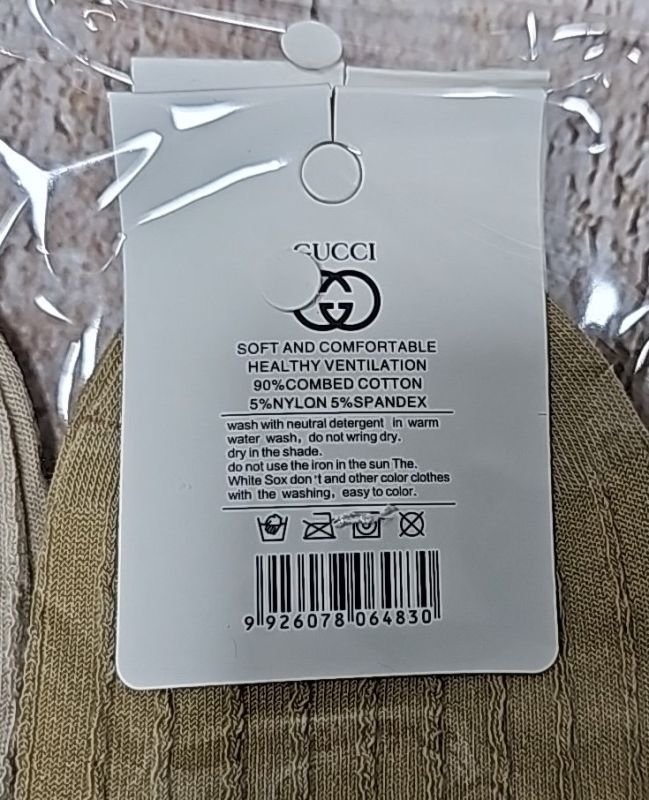 GUCCI
SOFT AND COMFORTABLE
HEALTHY VENTILATION
90%COMBED COTTON
5%NYLON 5%SPANDEX
wash with neutral detergent in warm
water wash, do not wring dry.
dry in the shade.
do not use the iron in the sun The.
White Sox don't and other color clothes
with the washing, easy to color.
9 926078 064830